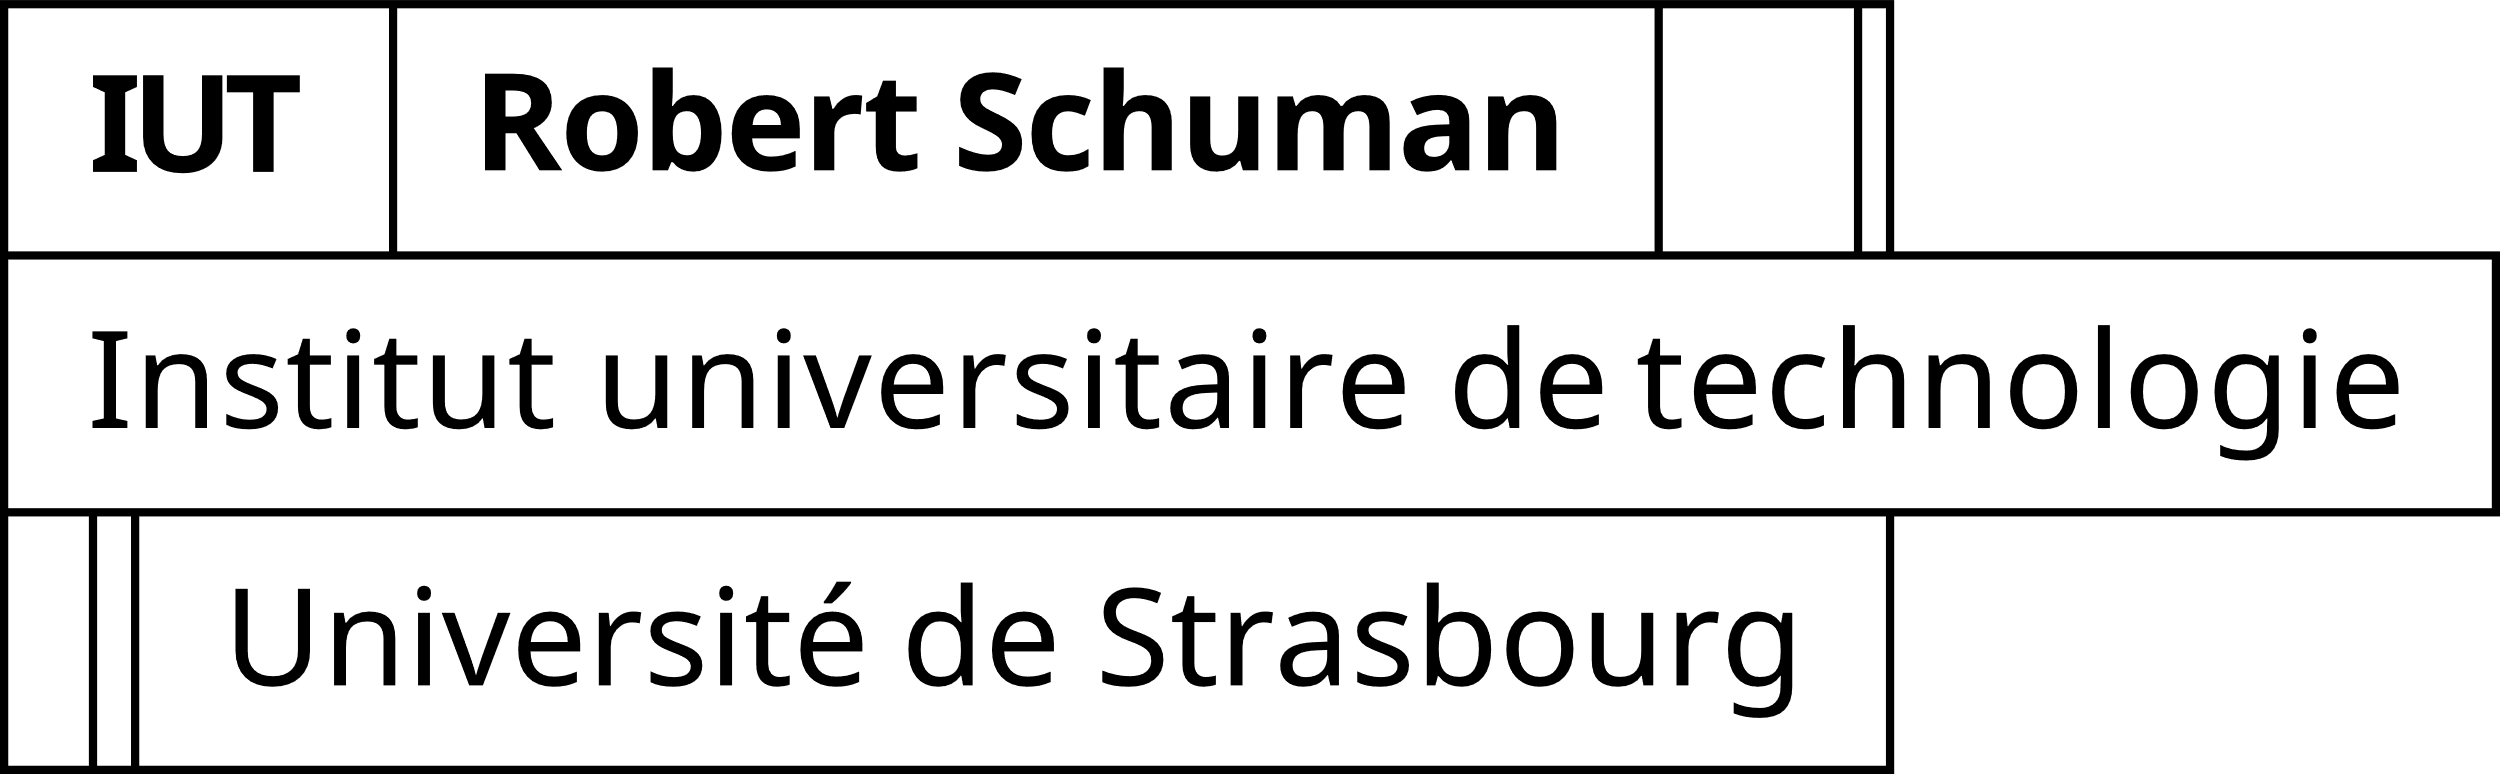 IUT Robert Schuman
Institut universitaire de technologie
Université de Strasbourg